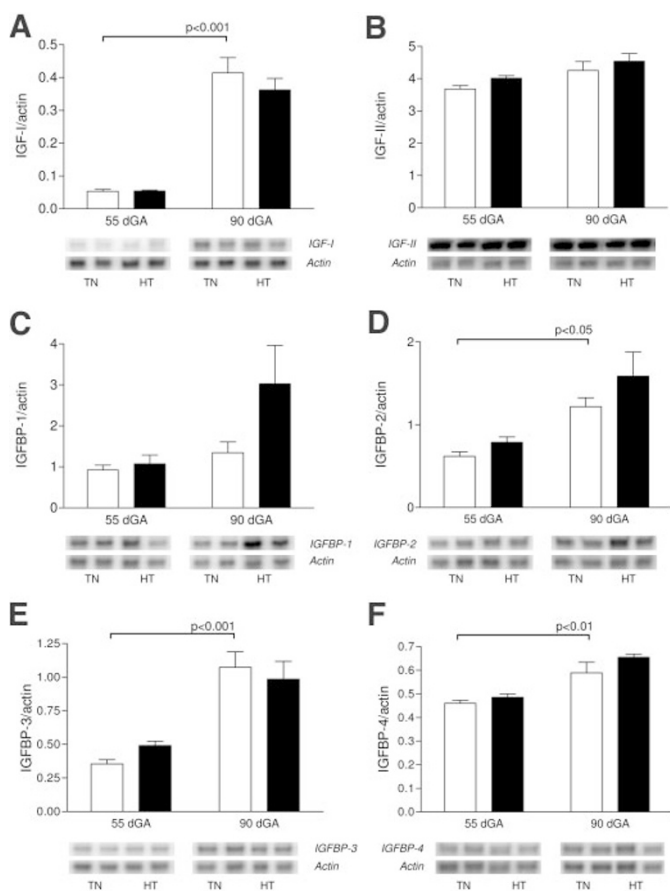 A
p<0.001
IGF-I/actin
0.5
0.4
0.3
0.2
0.1
0.0
55 dGA 90 dGA
IGF-I
Actin
TN HT TN HT
B
IGF-II/actin
5
4
3
2
1
0
55 dGA 90 dGA
IGF-II
Actin
TN HT TN HT
C
IGFBP-1/actin
4
3
2
1
0
55 dGA 90 dGA
IGFBP-1
Actin
TN HT TN HT
D
p<0.05
IGFBP-2/actin
2
1
0
55 dGA 90 dGA
IGFBP-2
Actin
TN HT TN HT
E
p<0.001
IGFBP-3/actin
1.25
1.00
0.75
0.50
0.25
0.00
55 dGA 90 dGA
IGFBP-3
Actin
TN HT TN HT
F
p<0.01
IGFBP-4/actin
0.7
0.6
0.5
0.4
0.3
0.2
0.1
0.0
55 dGA 90 dGA
IGFBP-4
Actin
TN HT TN HT